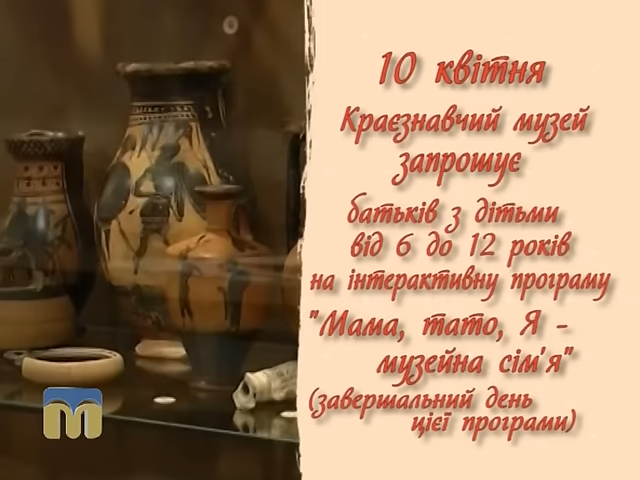 10 квітня
Краєзнавчий музей
запрошує
батьків з дітьми
від 6 до 12 років
на інтерактивну програму
"Мама, тато, Я -
музейна сім'я"
(завершальний день
цієї програми)
М